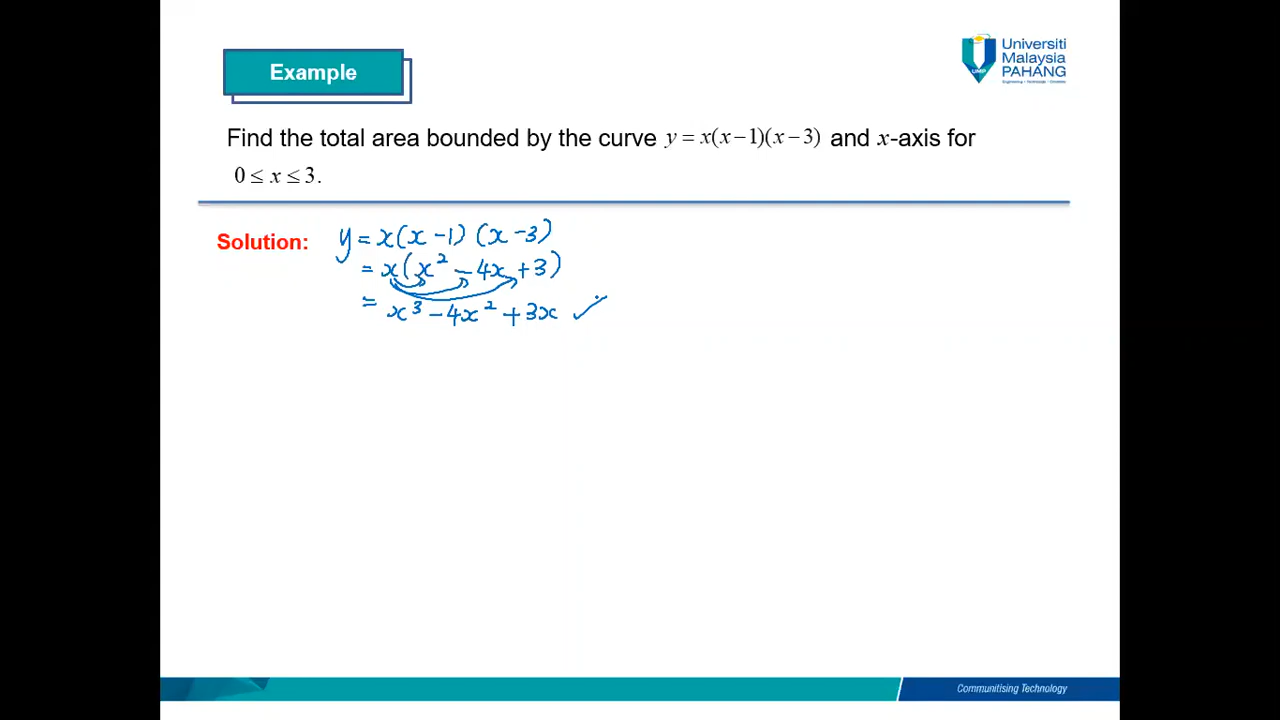 Example
Universiti
Malaysia
PAHANG
UMP
Find the total area bounded by the curve y = x(x−1)(x−3) and x-axis for
0 ≤ x ≤ 3.
Solution: y = x(x−1)(x−3)
= x(x² − 4x + 3)
= x³ − 4x² + 3x ✓
Communitising Technology